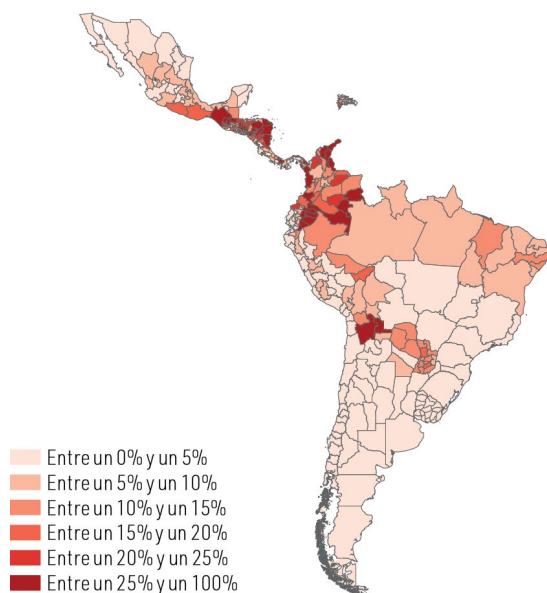 Entre un 0% y un 5%
Entre un 5% y un 10%
Entre un 10% y un 15%
Entre un 15% y un 20%
Entre un 20% y un 25%
Entre un 25% y un 100%